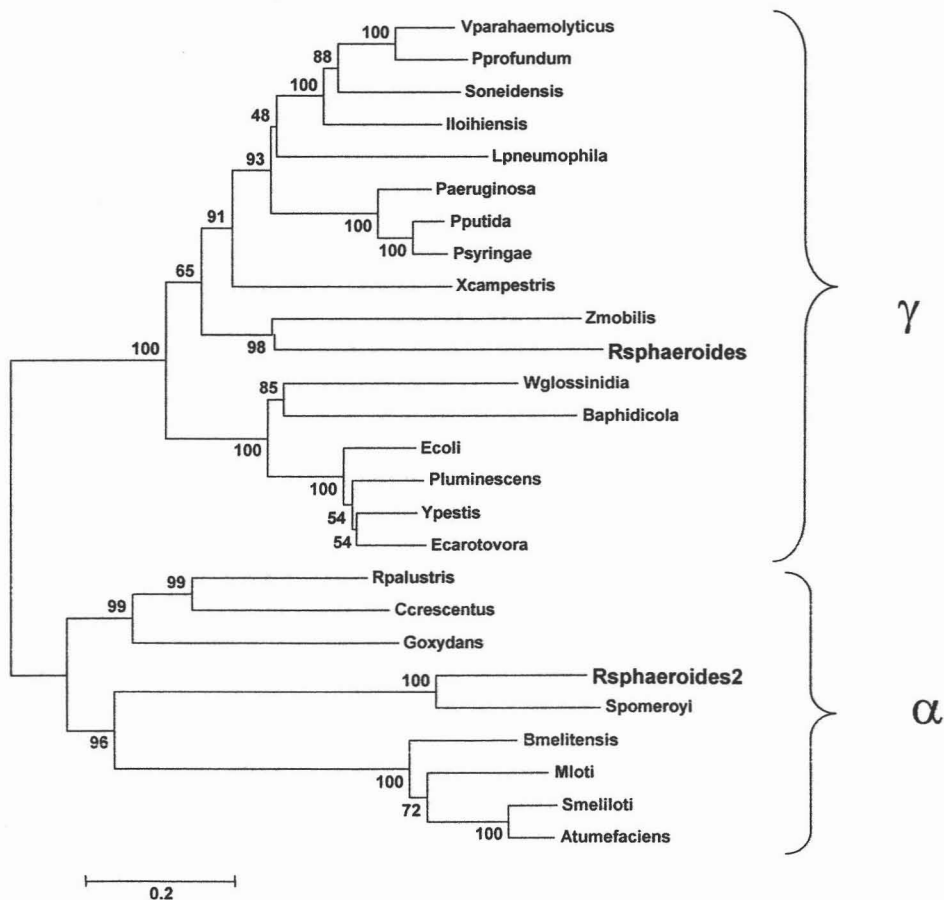 100
Vparahaemolyticus
88
Pprofundum
100
Soneidensis
48
Iloihiensis
93
Lpneumophila
Paeruginosa
91
100
Pputida
100
Psyringae
65
Xcampestris
Zmobilis
100
98
Rsphaeroides
γ
85
Wglossinidia
Baphidicola
100
Ecoli
100
Pluminescens
54
Ypestis
54
Ecarotovora
99
Rpalustris
99
Ccrescentus
Goxydans
100
Rsphaeroides2
Spomeroyi
α
96
Bmelitensis
100
Mloti
72
Smeliloti
100
Atumefaciens
0.2